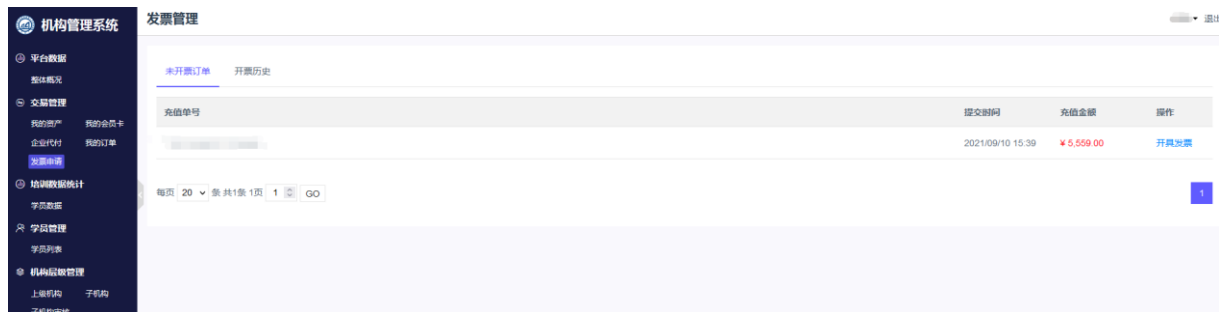 机构管理系统
发票管理
退出
平台数据
整体概况
交易管理
我的资产 我的会员卡
企业代付 我的订单
发票申请
培训数据统计
学员数据
学员管理
学员列表
机构层级管理
上级机构 子机构
子机构审核
未开票订单 开票历史
充值单号 提交时间 充值金额 操作
2021/09/10 15:39 ¥ 5,559.00 开具发票
每页 20 条 共1条 1页 1 GO
1